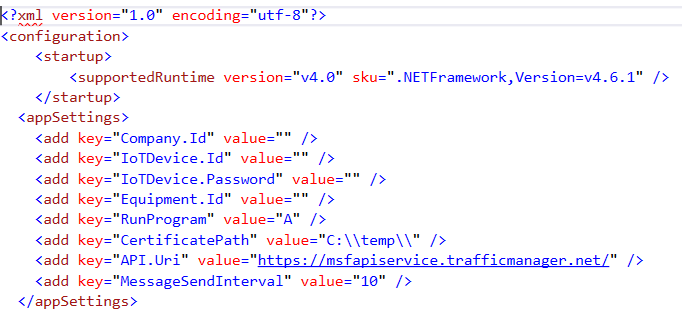 <?xml version="1.0" encoding="utf-8"?>
<configuration>
<startup>
<supportedRuntime version="v4.0" sku=".NETFramework,Version=v4.6.1" />
</startup>
<appSettings>
<add key="Company.Id" value="" />
<add key="IoTDevice.Id" value="" />
<add key="IoTDevice.Password" value="" />
<add key="Equipment.Id" value="" />
<add key="RunProgram" value="A" />
<add key="CertificatePath" value="C:\\temp\\" />
<add key="API.Uri" value="https://msfapiservice.trafficmanager.net/" />
<add key="MessageSendInterval" value="10" />
</appSettings>